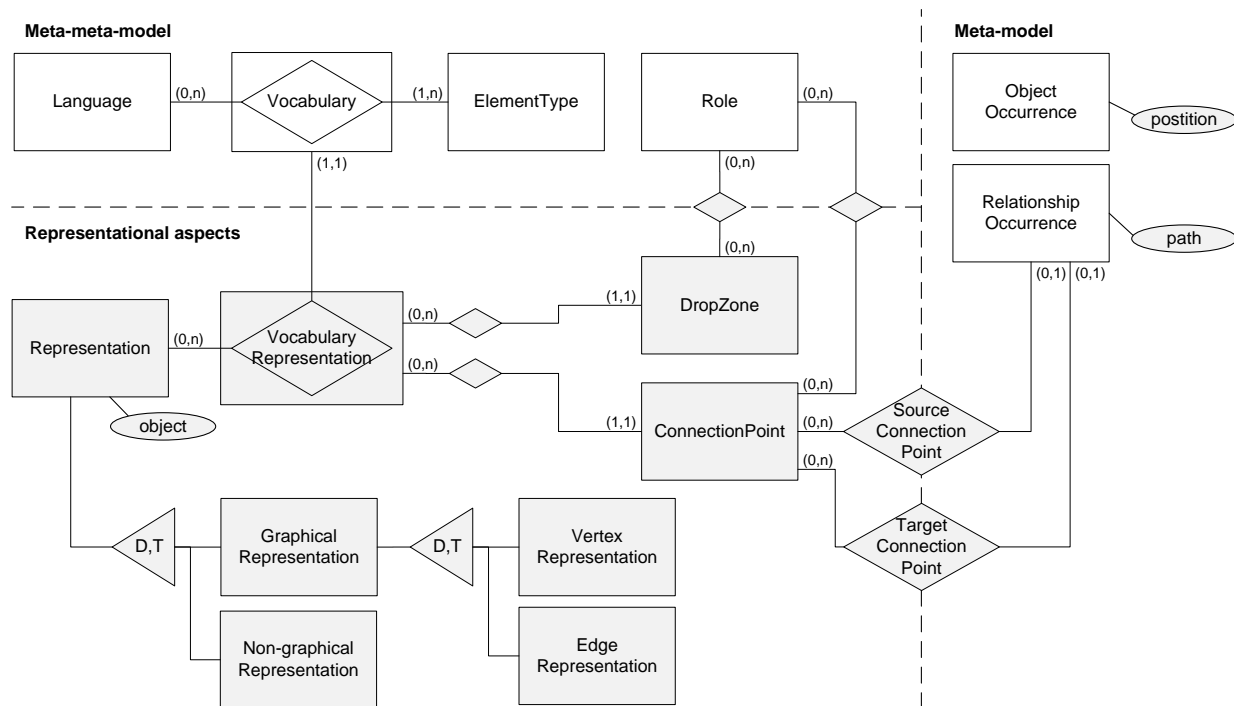 Meta-meta-model
Meta-model
Language
(0,n)
Vocabulary
(1,n)
ElementType
Role
(0,n)
Object
Occurrence
postition
(1,1)
(0,n)
Relationship
Occurrence
path
Representational aspects
(0,n)
(0,1)
(0,1)
Representation
(0,n)
Vocabulary
Representation
(0,n)
(1,1)
DropZone
(0,n)
object
(1,1)
ConnectionPoint
(0,n)
(0,n)
(0,n)
Source
Connection
Point
D,T
Graphical
Representation
D,T
Vertex
Representation
Target
Connection
Point
Non-graphical
Representation
Edge
Representation